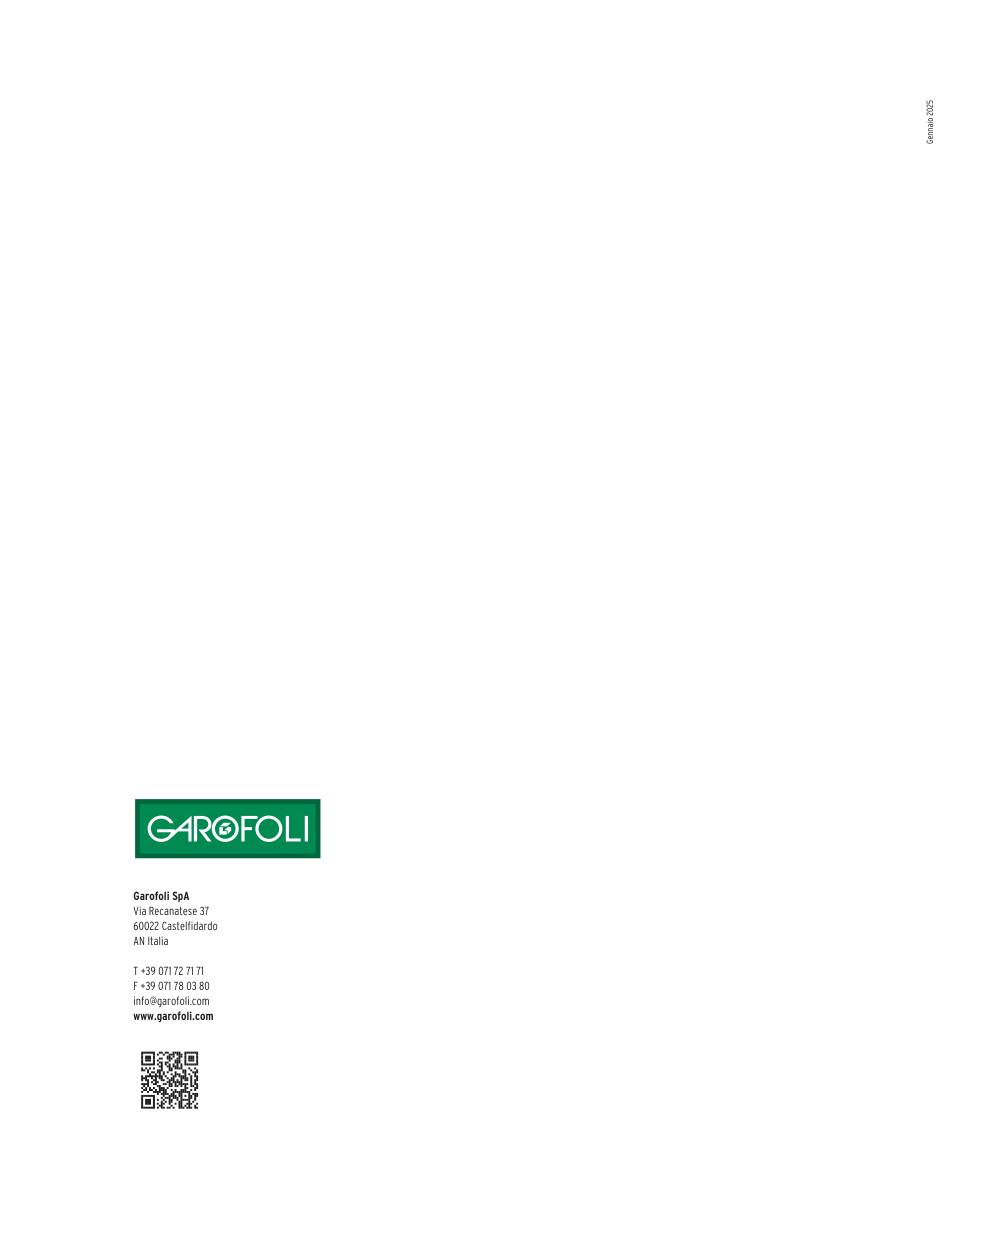 Gennaio 2025
GAROFOLI
Garofoli SpA
Via Recanatese 37
60022 Castelfidardo
AN Italia
T +39 071 72 71 71
F +39 071 78 03 80
info@garofoli.com
www.garofoli.com